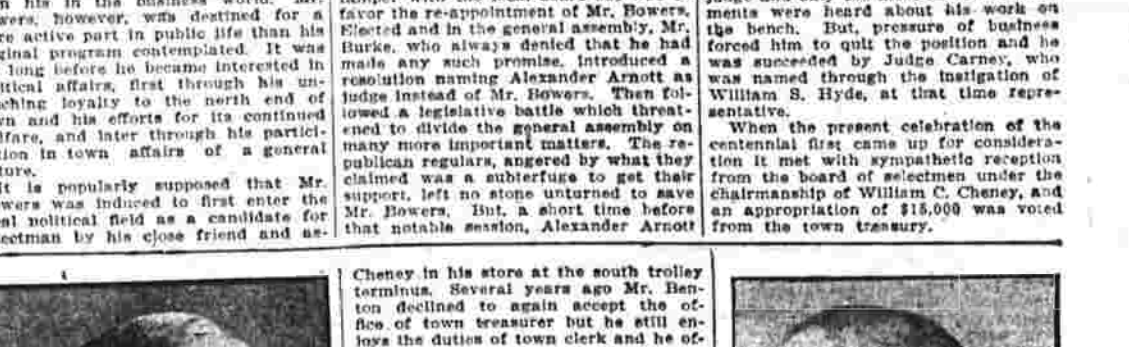 wers, however, was destined for a
re active part in public life than his
ginal program contemplated. It was
long before he became interested in
itical affairs, first through his un-
ching loyalty to the north end of
wn and his efforts for its continued
lfare, and later through his partici-
tion in town affairs of a general
ture.
It is popularly supposed that Mr.
wers was induced to first enter the
al political field as a candidate for
ectman by his close friend and as-
favor the re-appointment of Mr. Bowers.
Elected and in the general assembly, Mr.
Burke, who always denied that he had
made any such promise, introduced a
resolution naming Alexander Arnott as
judge instead of Mr. Bowers. Then fol-
lowed a legislative battle which threat-
ened to divide the general assembly on
many more important matters. The re-
publican regulars, angered by what they
claimed was a subterfuge to get their
support, left no stone unturned to save
Mr. Bowers. But, a short time before
that notable session, Alexander Arnott
ments were heard about his work on
the bench. But, pressure of business
forced him to quit the position and he
was succeeded by Judge Carney, who
was named through the instigation of
William S. Hyde, at that time repre-
sentative.
When the present celebration of the
centennial first came up for considera-
tion it met with sympathetic reception
from the board of selectmen under the
chairmanship of William C. Cheney, and
an appropriation of $15,000 was voted
from the town treasury.
Cheney in his store at the south trolley
terminus. Several years ago Mr. Ben-
ton declined to again accept the of-
fice of town treasurer but he still en-
joys the duties of town clerk and he of-